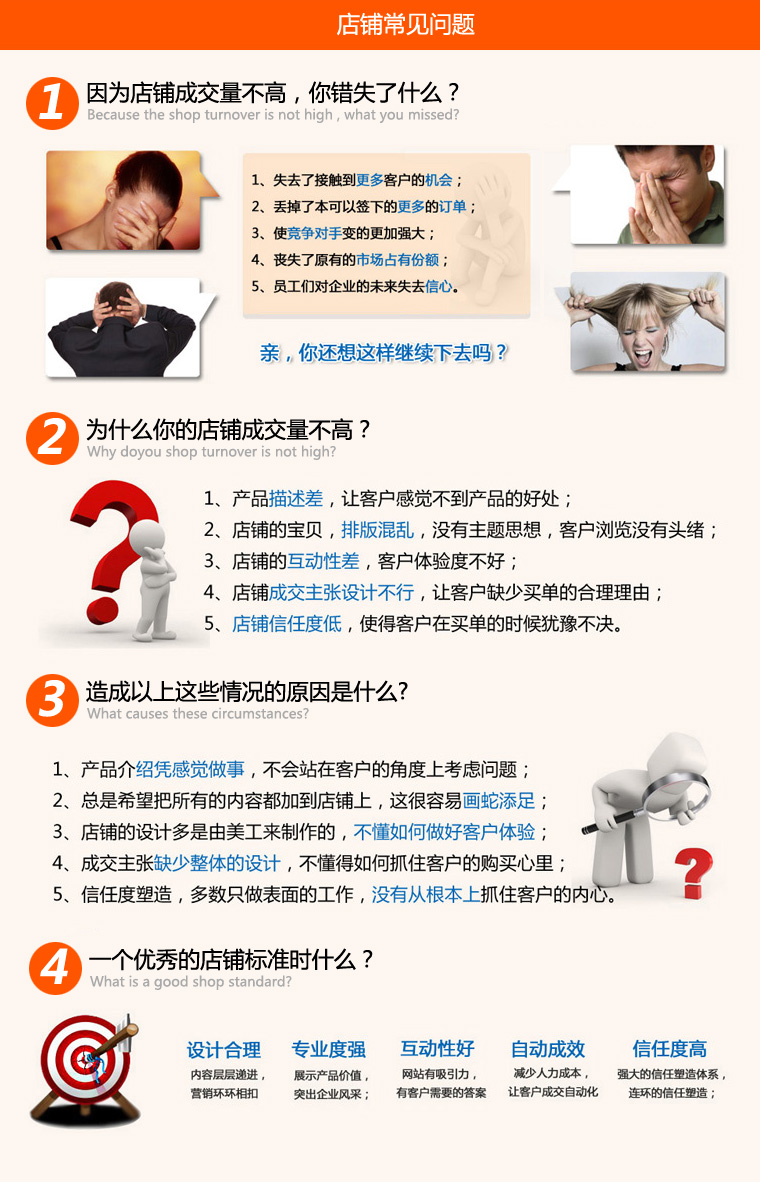 店铺常见问题
1
因为店铺成交量不高，你错失了什么？
Because the shop turnover is not high , what you missed?
1、失去了接触到更多客户的机会；
2、丢掉了本可以签下的更多的订单；
3、使竞争对手变的更加强大；
4、丧失了原有的市场占有份额；
5、员工们对企业的未来失去信心。
亲，你还想这样继续下去吗？
2
为什么你的店铺成交量不高？
Why doyou shop turnover is not high?
1、产品描述差，让客户感觉不到产品的好处；
2、店铺的宝贝，排版混乱，没有主题思想，客户浏览没有头绪；
3、店铺的互动性差，客户体验度不好；
4、店铺成交主张设计不行，让客户缺少买单的合理理由；
5、店铺信任度低，使得客户在买单的时候犹豫不决。
3
造成以上这些情况的原因是什么?
What causes these circumstances?
1、产品介绍凭感觉做事，不会站在客户的角度上考虑问题；
2、总是希望把所有的内容都加到店铺上，这很容易画蛇添足；
3、店铺的设计多是由美工来制作的，不懂如何做好客户体验；
4、成交主张缺少整体的设计，不懂得如何抓住客户的购买心里；
5、信任度塑造，多数只做表面的工作，没有从根本上抓住客户的内心。
4
一个优秀的店铺标准时什么？
What is a good shop standard?
设计合理
内容层层递进，
营销环环相扣
专业度强
展示产品价值，
突出企业风采；
互动性好
网站有吸引力，
有客户需要的答案
自动成效
减少人力成本，
让客户成交自动化
信任度高
强大的信任塑造体系，
连环的信任塑造；